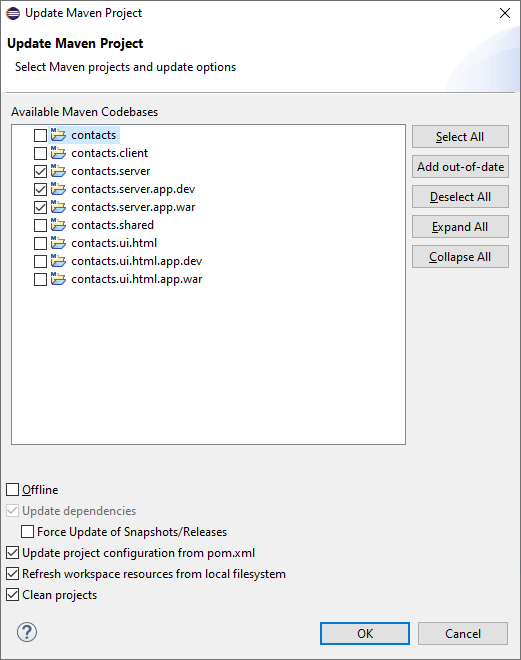 Update Maven Project
Update Maven Project
Select Maven projects and update options
Available Maven Codebases
contacts
contacts.client
contacts.server
contacts.server.app.dev
contacts.server.app.war
contacts.shared
contacts.ui.html
contacts.ui.html.app.dev
contacts.ui.html.app.war
Select All
Add out-of-date
Deselect All
Expand All
Collapse All
Offline
Update dependencies
Force Update of Snapshots/Releases
Update project configuration from pom.xml
Refresh workspace resources from local filesystem
Clean projects
?
OK
Cancel